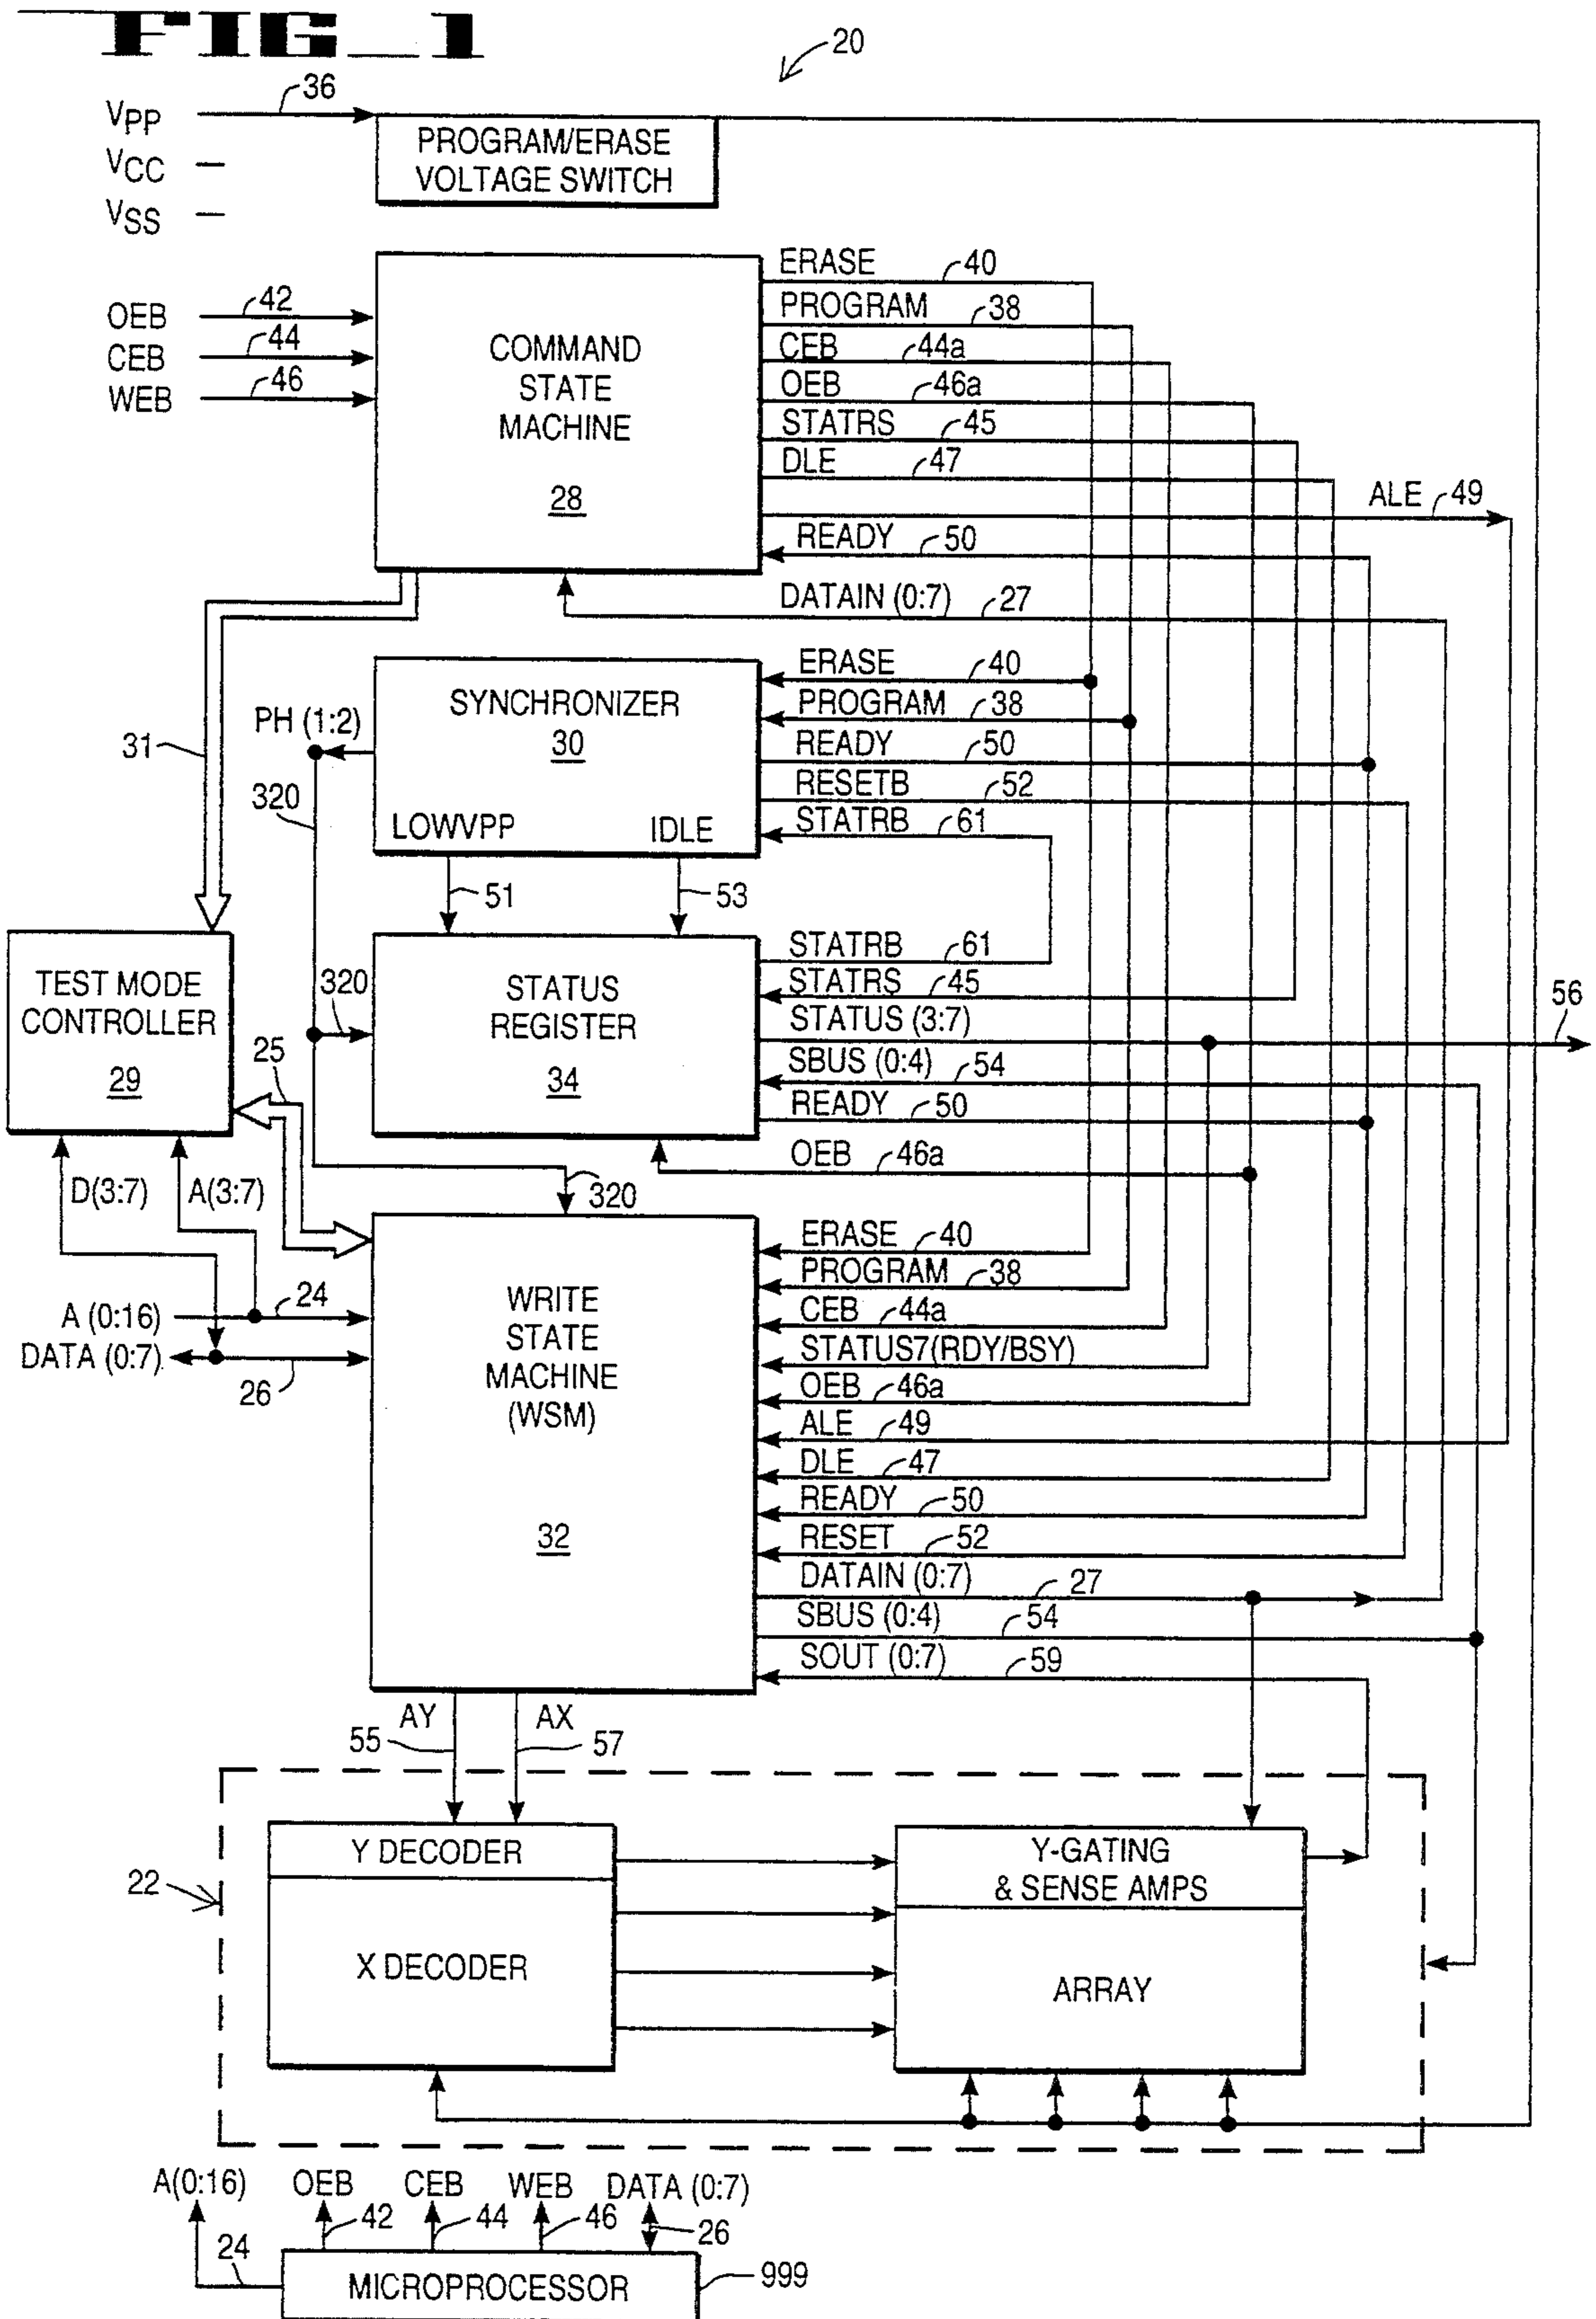 FIG_1
20
VPP
36
VCC
VSS
PROGRAM/ERASE
VOLTAGE SWITCH
OEB
42
CEB
44
WEB
46
COMMAND
STATE
MACHINE
28
ERASE
40
PROGRAM
38
CEB
44a
OEB
46a
STATRS
45
DLE
47
ALE
49
READY
50
DATAIN (0:7)
27
31
PH (1:2)
320
SYNCHRONIZER
30
LOWVPP
IDLE
ERASE
40
PROGRAM
38
READY
50
RESETB
52
STATRB
61
51
53
TEST MODE
CONTROLLER
29
320
STATUS
REGISTER
34
STATRB
61
STATRS
45
STATUS (3:7)
56
SBUS (0:4)
54
READY
50
OEB
46a
25
D(3:7)
A(3:7)
320
A (0:16)
24
DATA (0:7)
26
WRITE
STATE
MACHINE
(WSM)
32
ERASE
40
PROGRAM
38
CEB
44a
STATUS7(RDY/BSY)
OEB
46a
ALE
49
DLE
47
READY
50
RESET
52
DATAIN (0:7)
27
SBUS (0:4)
54
SOUT (0:7)
59
AY
AX
55
57
22
Y DECODER
X DECODER
Y-GATING
& SENSE AMPS
ARRAY
A(0:16)
OEB
CEB
WEB
DATA (0:7)
42
44
46
26
24
MICROPROCESSOR
999